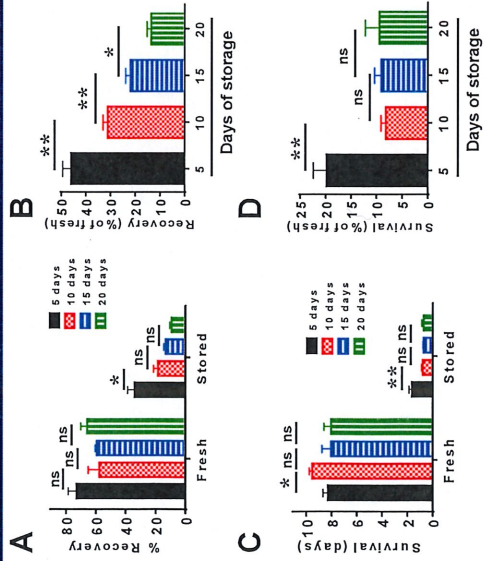 A
% Recovery
80
60
40
20
0
ns
ns
ns
*
ns
ns
Fresh
Stored
5 days
10 days
15 days
20 days
B
Recovery (% of fresh)
50
40
30
20
10
0
**
**
*
5
10
15
20
Days of storage
C
Survival (days)
10
8
6
4
2
0
*
ns
ns
**
ns
ns
Fresh
Stored
5 days
10 days
15 days
20 days
D
Survival (% of fresh)
25
20
15
10
5
0
**
ns
ns
5
10
15
20
Days of storage